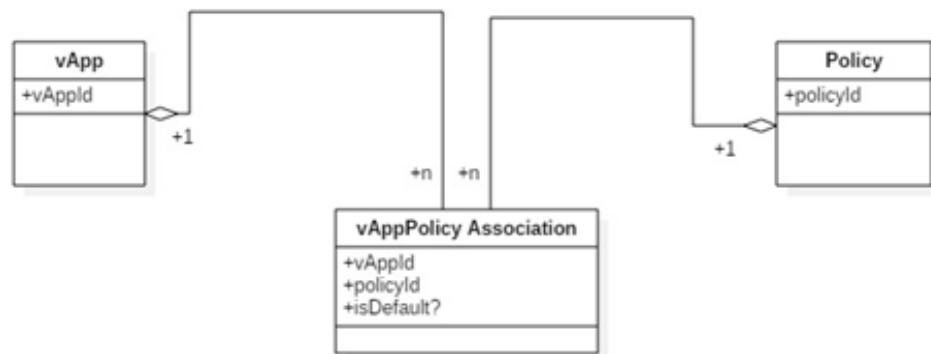 vApp
+vAppId
+1
Policy
+policyId
+1
+n
+n
vAppPolicy Association
+vAppId
+policyId
+isDefault?